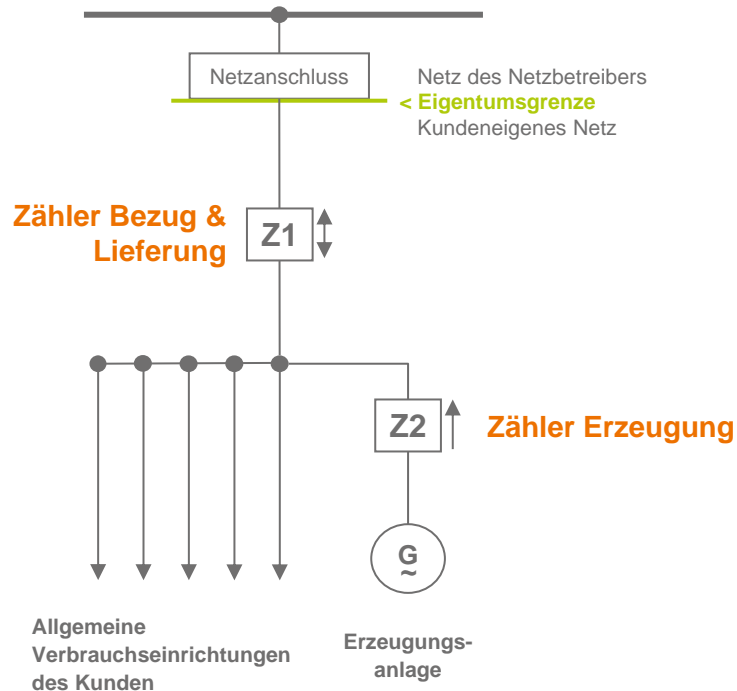 Netzanschluss
Netz des Netzbetreibers
< Eigentumsgrenze
Kundeneigenes Netz
Zähler Bezug &
Lieferung
Z1
Z2
Zähler Erzeugung
G
~
Allgemeine
Verbrauchseinrichtungen
des Kunden
Erzeugungs-
anlage